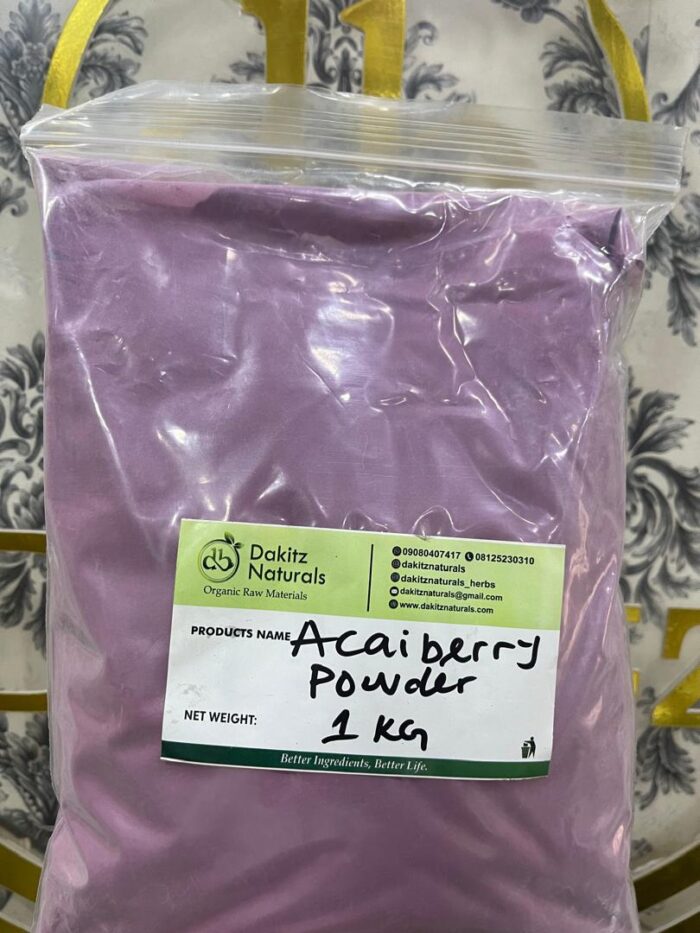 11
Dakitz
Naturals
Organic Raw Materials
09080407417 08125230310
dakitznaturals
dakitznaturals_herbs
dakitznaturals@gmail.com
www.dakitznaturals.com
PRODUCTS NAME Acaiberry
Powder
NET WEIGHT: 1 KG
Better Ingredients, Better Life.